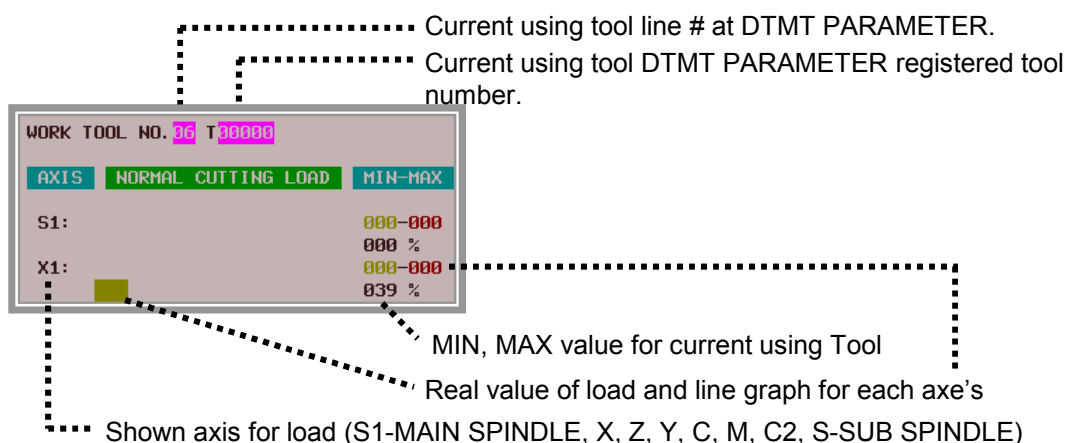 Current using tool line # at DTMT PARAMETER.
Current using tool DTMT PARAMETER registered tool
number.
WORK TOOL NO.06 T00000
AXIS NORMAL CUTTING LOAD MIN-MAX
S1: 000-000
000 %
X1: 000-000
039 %
MIN, MAX value for current using Tool
Real value of load and line graph for each axe's
Shown axis for load (S1-MAIN SPINDLE, X, Z, Y, C, M, C2, S-SUB SPINDLE)